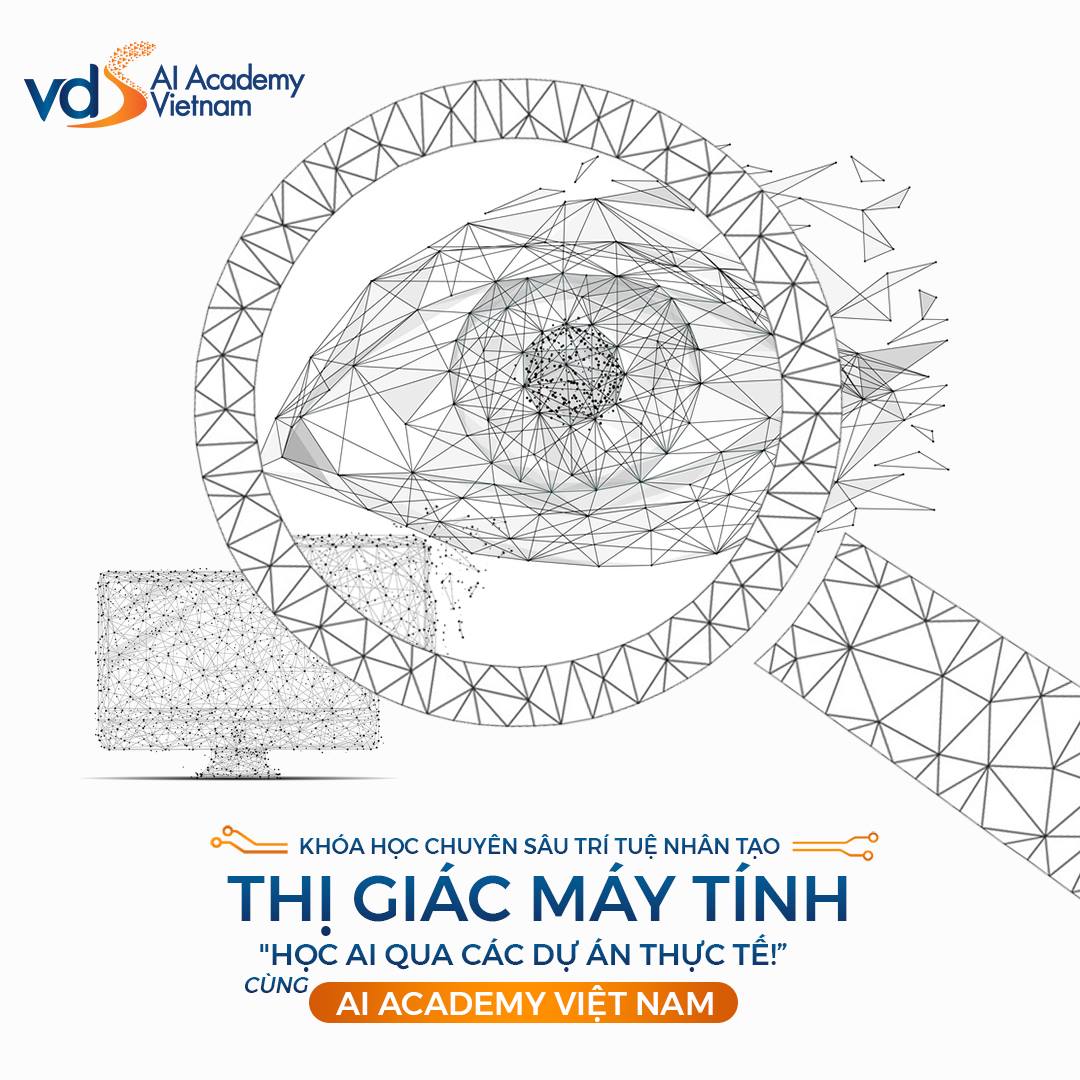 vdS AI Academy
Vietnam
KHÓA HỌC CHUYÊN SÂU TRÍ TUỆ NHÂN TẠO
THỊ GIÁC MÁY TÍNH
"HỌC AI QUA CÁC DỰ ÁN THỰC TẾ!”
CÙNG
AI ACADEMY VIỆT NAM